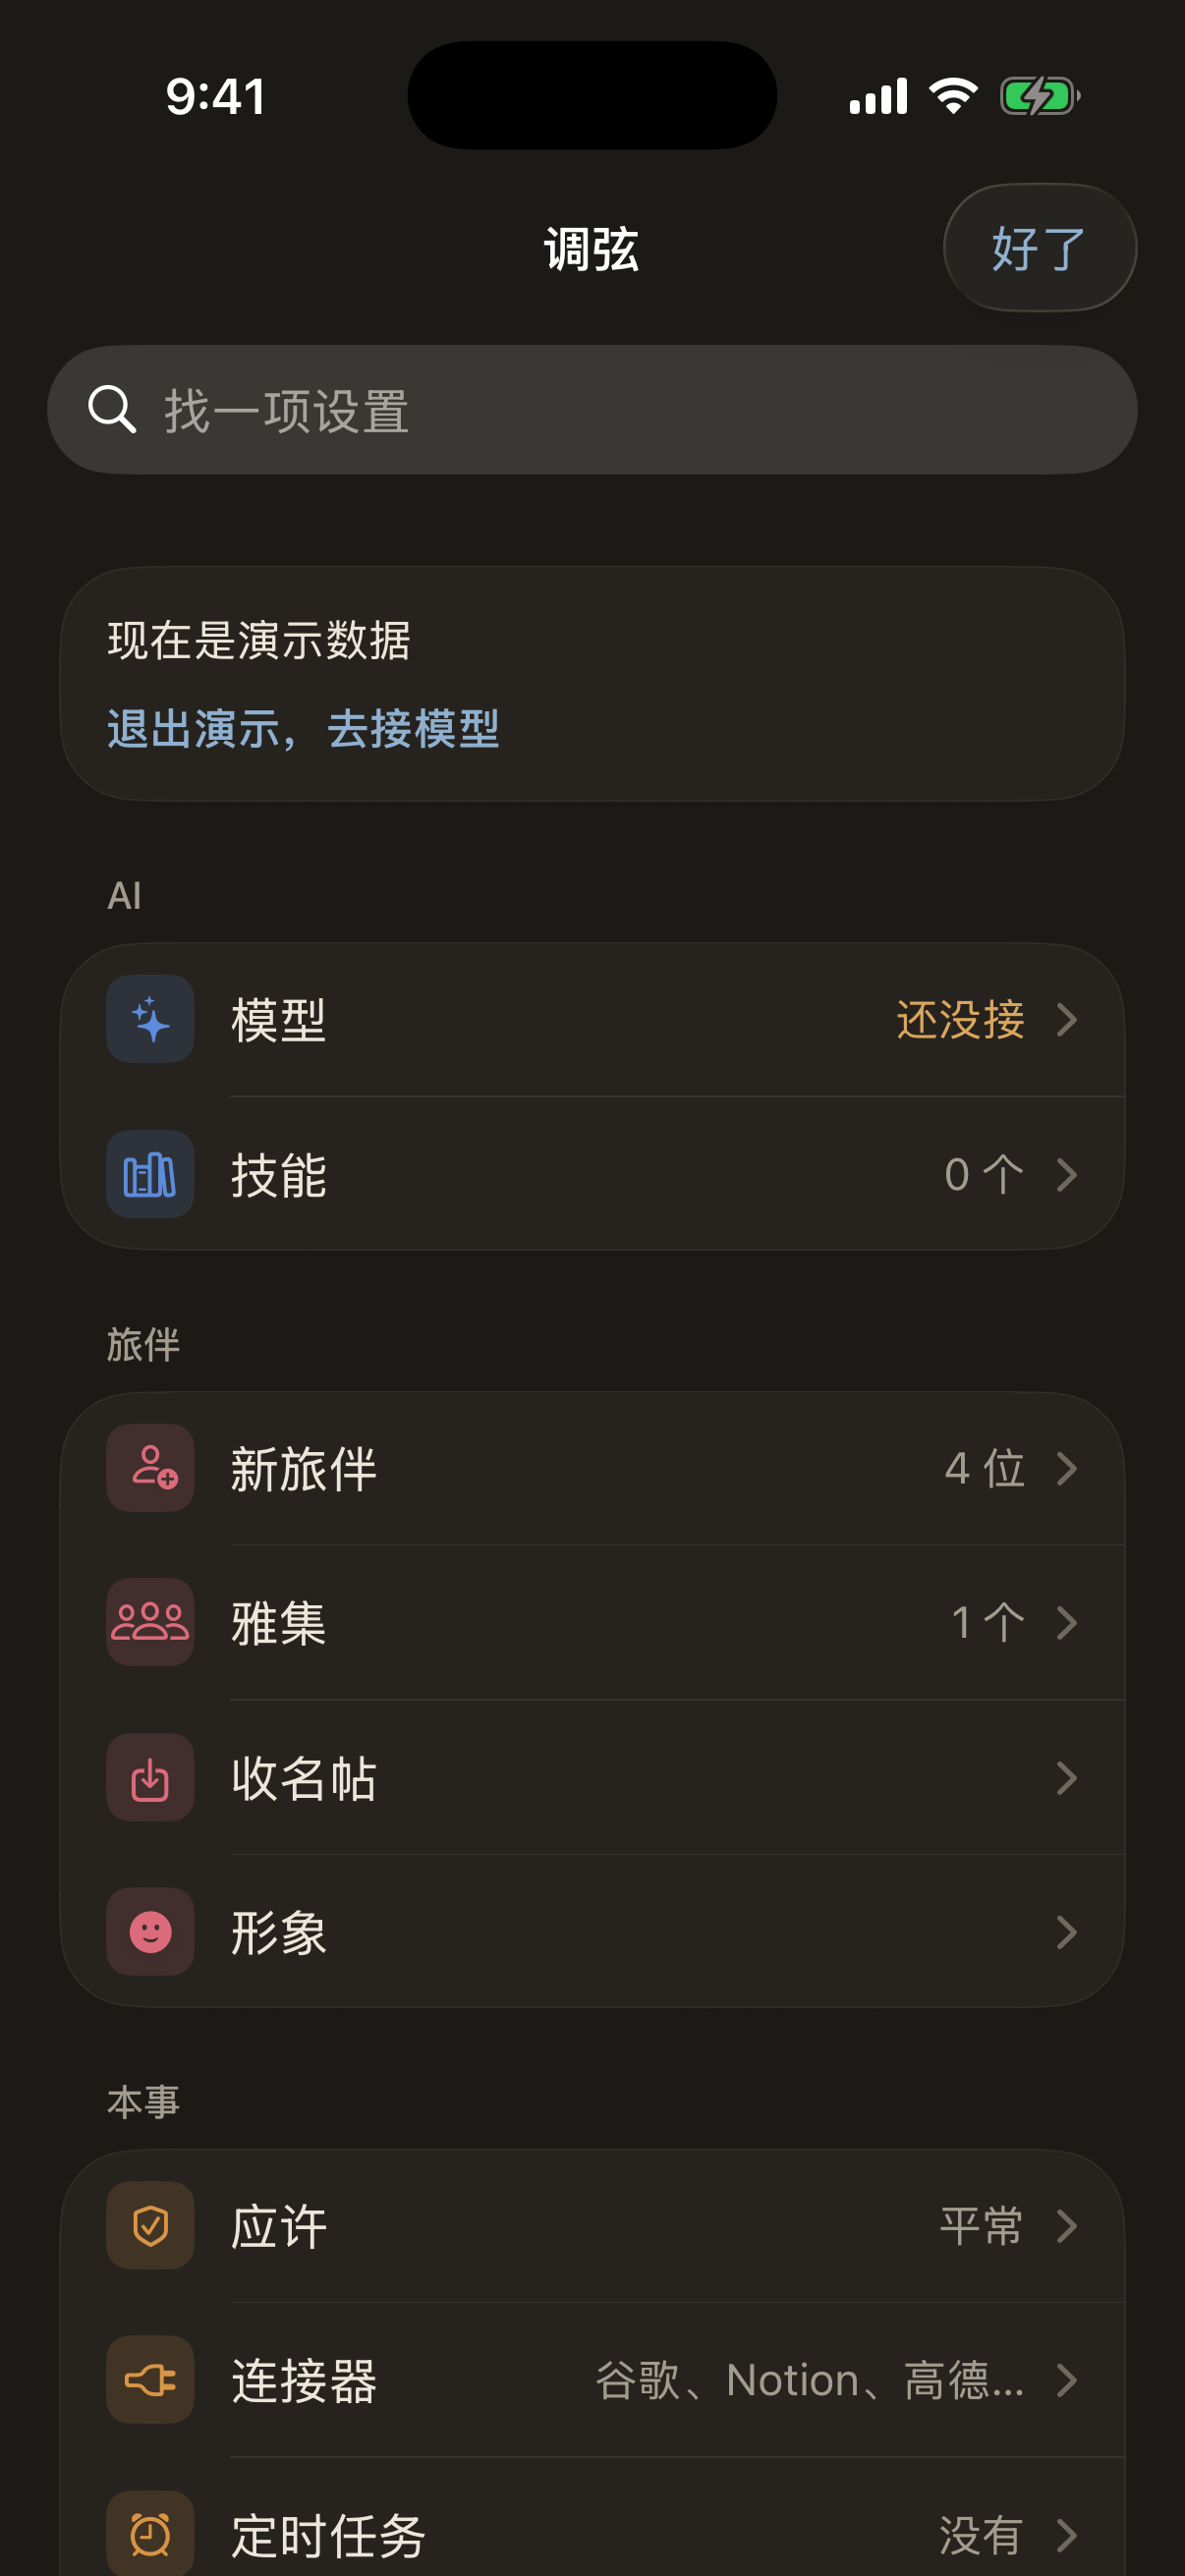 9:41
调弦
好了
找一项设置
现在是演示数据
退出演示，去接模型
AI
模型
还没接
技能
0 个
旅伴
新旅伴
4 位
雅集
1 个
收名帖
形象
本事
应许
平常
连接器
谷歌、Notion、高德...
定时任务
没有